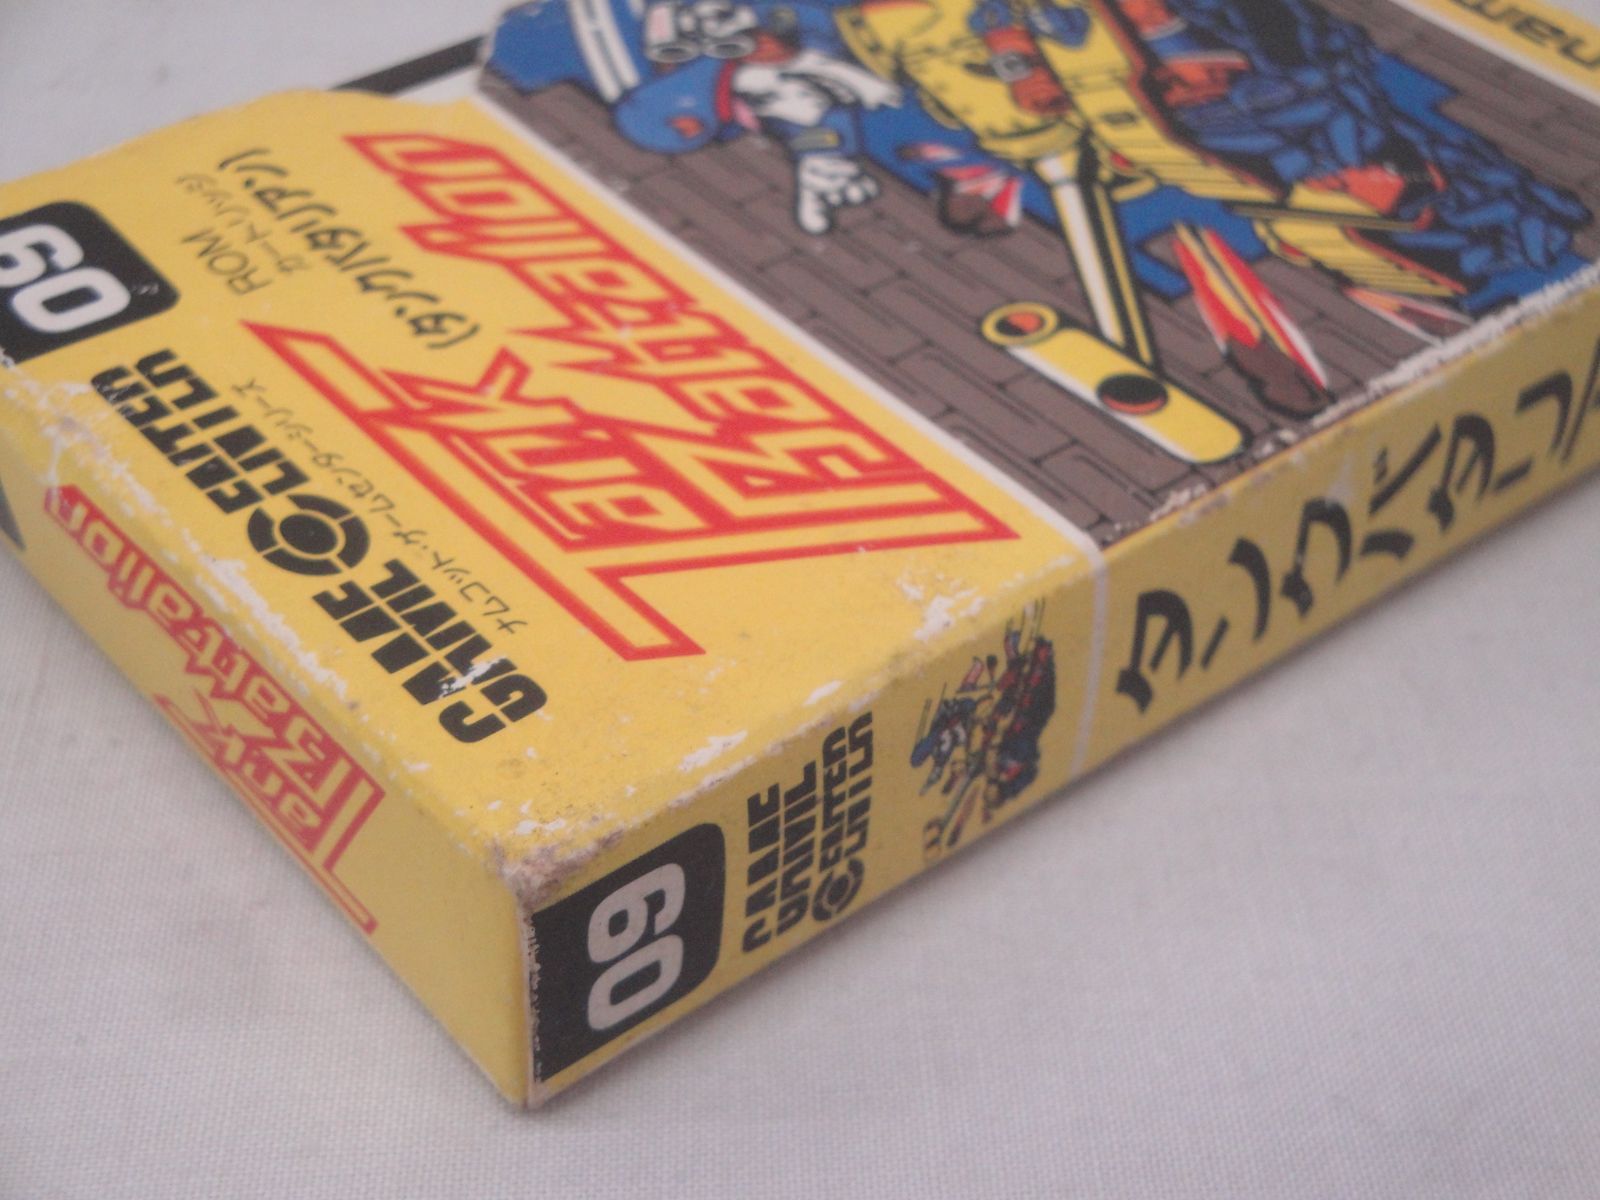 09
GAME CENTER
ナムコット・ゲームセンターシリーズ
ROM
カートリッジ
Tank
Battalion
(タンクバタリアン)
namco
Tank
Battalion
09
GAME
CENTER
タンクバタリア